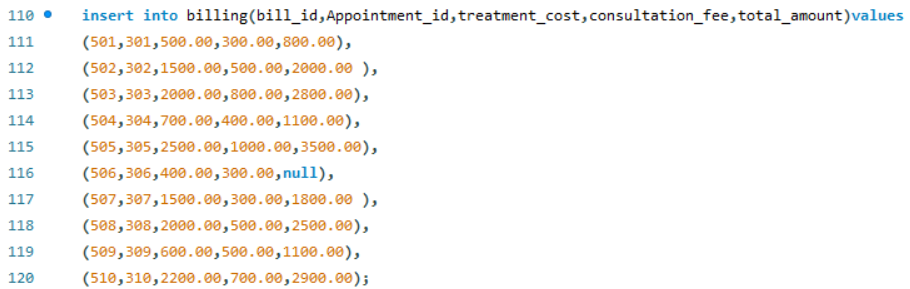 110 insert into billing(bill_id,Appointment_id,treatment_cost,consultation_fee,total_amount)values
111 (501,301,500.00,300.00,800.00),
112 (502,302,1500.00,500.00,2000.00 ),
113 (503,303,2000.00,800.00,2800.00),
114 (504,304,700.00,400.00,1100.00),
115 (505,305,2500.00,1000.00,3500.00),
116 (506,306,400.00,300.00,null),
117 (507,307,1500.00,300.00,1800.00 ),
118 (508,308,2000.00,500.00,2500.00),
119 (509,309,600.00,500.00,1100.00),
120 (510,310,2200.00,700.00,2900.00);